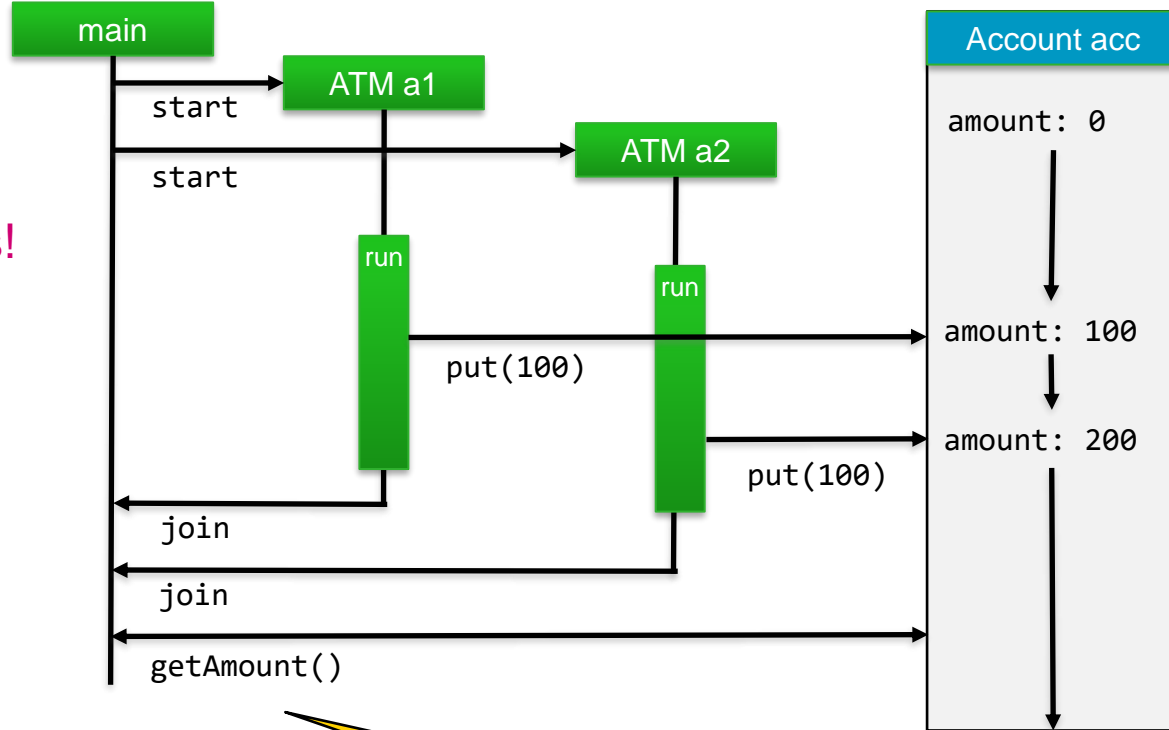 main
Account acc
ATM a1
start
amount: 0
ATM a2
start
s!
run
run
amount: 100
put(100)
amount: 200
put(100)
join
join
getAmount()